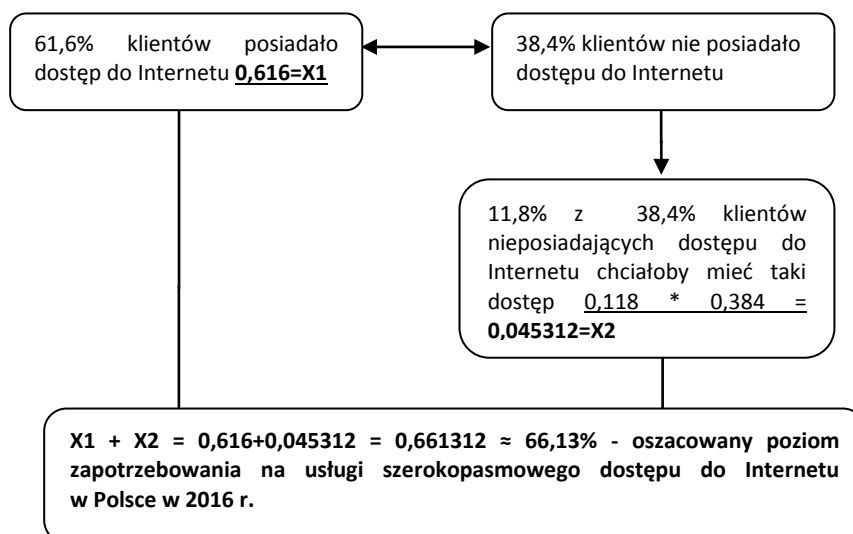 61,6% klientów posiadało
dostęp do Internetu 0,616=X1
38,4% klientów nie posiadało
dostępu do Internetu
11,8% z 38,4% klientów
nieposiadających dostępu do
Internetu chciałoby mieć taki
dostęp 0,118 * 0,384 =
0,045312=X2
X1 + X2 = 0,616+0,045312 = 0,661312 ≈ 66,13% - oszacowany poziom
zapotrzebowania na usługi szerokopasmowego dostępu do Internetu
w Polsce w 2016 r.